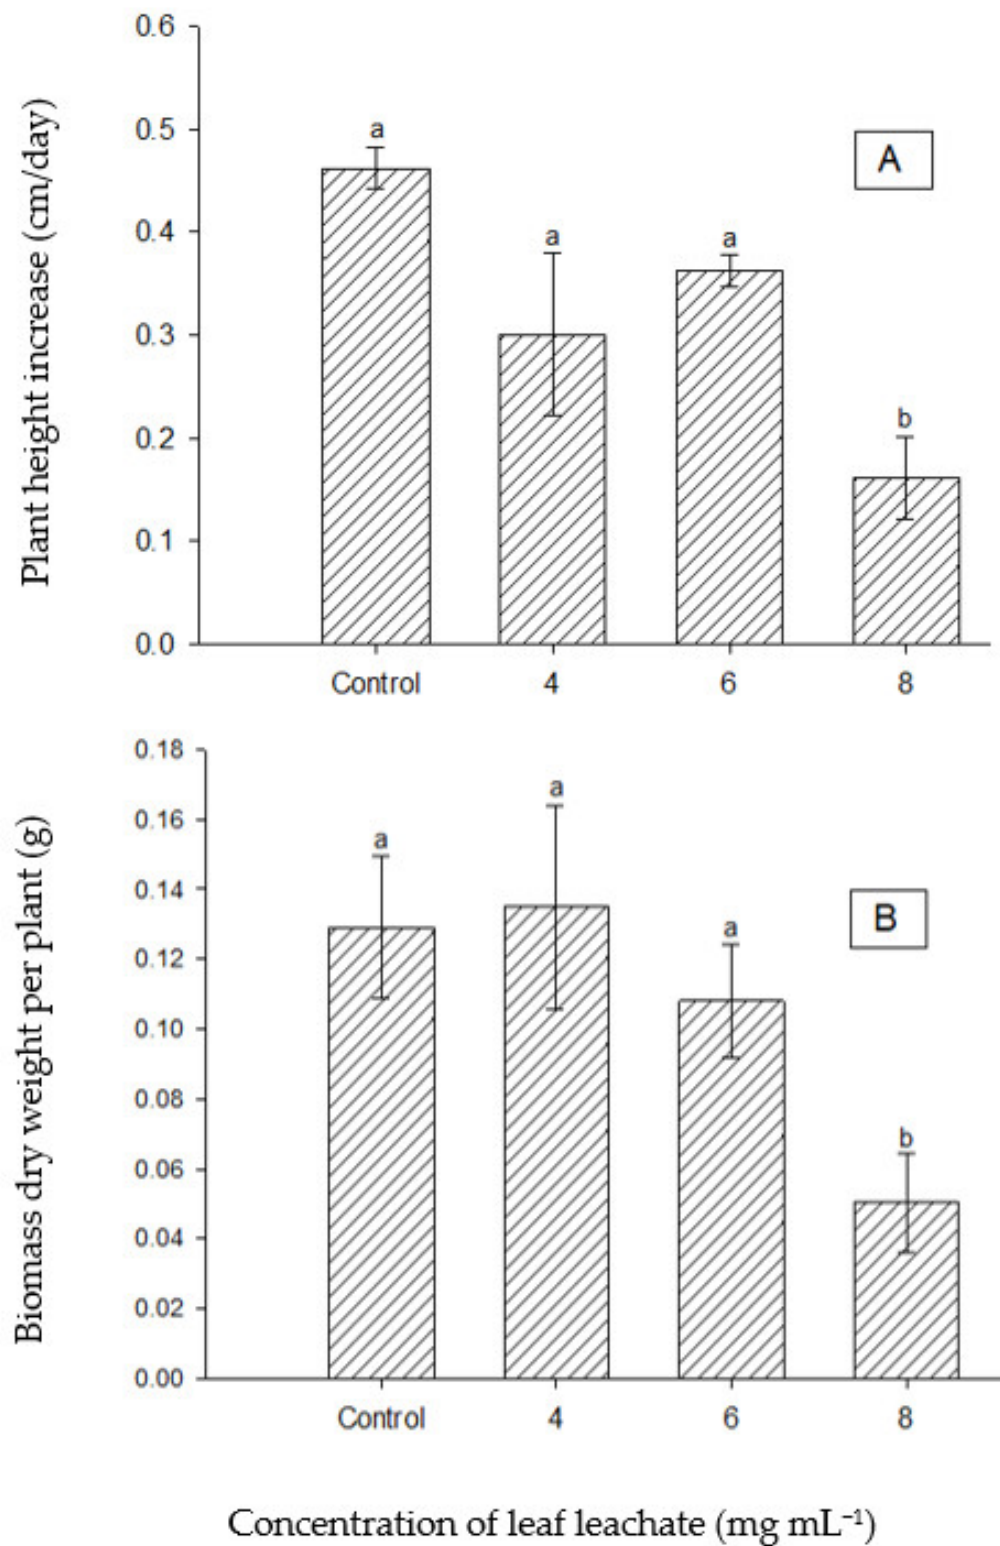 Plant height increase (cm/day)
0.6
0.5
0.4
0.3
0.2
0.1
0.0
a
a
a
b
A
Control
4
6
8
Biomass dry weight per plant (g)
0.18
0.16
0.14
0.12
0.10
0.08
0.06
0.04
0.02
0.00
a
a
a
b
B
Control
4
6
8
Concentration of leaf leachate (mg mL⁻¹)